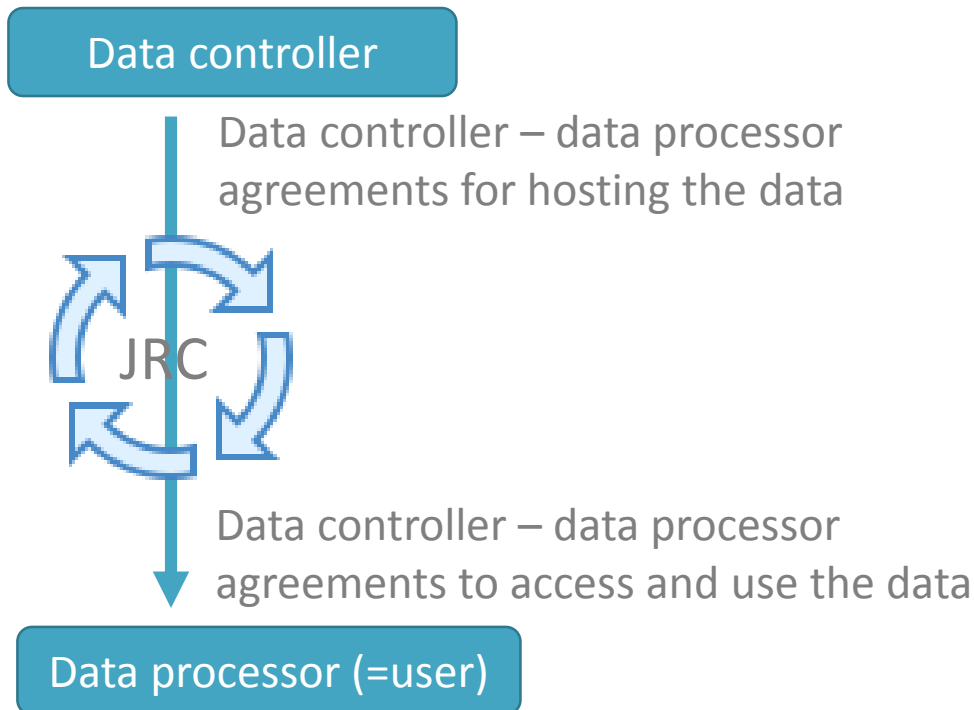 Data controller
Data controller – data processor
agreements for hosting the data
JRC
Data controller – data processor
agreements to access and use the data
Data processor (=user)